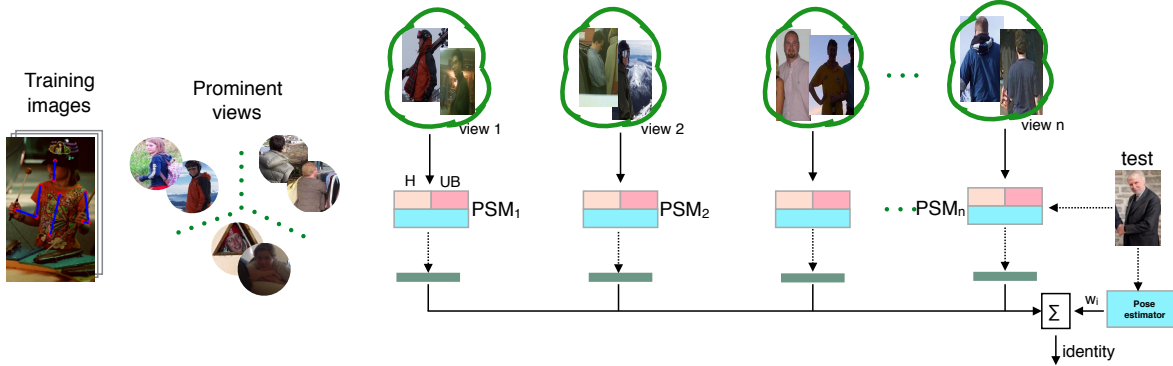 Training
images
Prominent
views
view 1
view 2
view n
H UB
PSM1
PSM2
PSMn
test
wi
Pose
estimator
Σ
identity